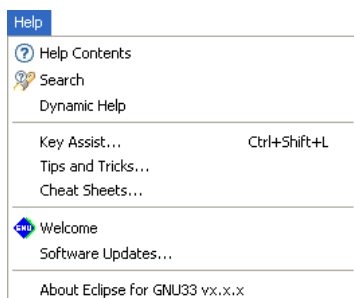 Help
Help Contents
Search
Dynamic Help
Key Assist... Ctrl+Shift+L
Tips and Tricks...
Cheat Sheets...
GNU Welcome
Software Updates...
About Eclipse for GNU33 vx.x.x